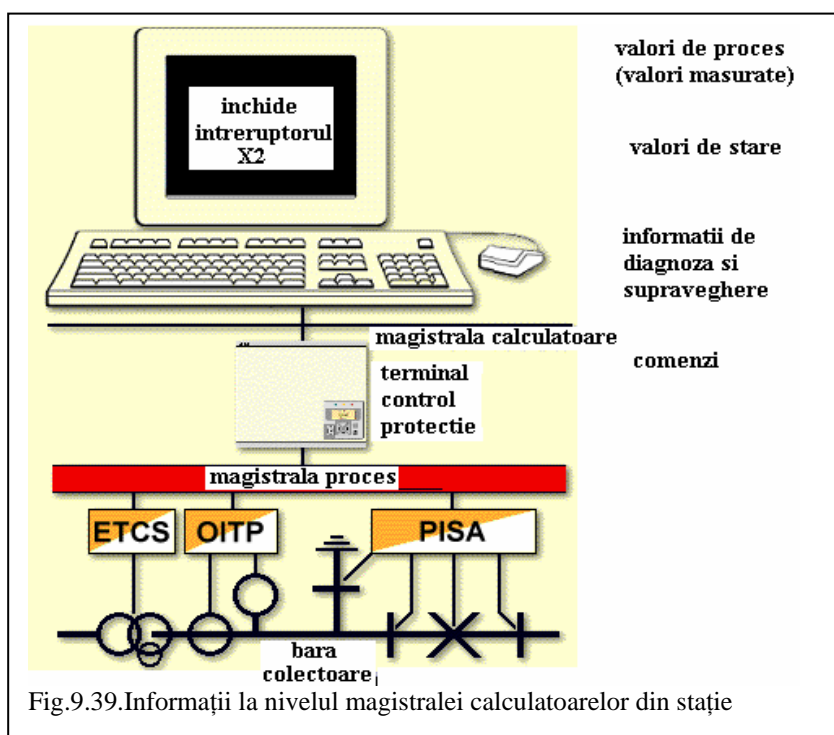 valori de proces
(valori masurate)
inchide
intreruptorul
X2
valori de stare
informatii de
diagnoza si
supraveghere
magistrala calculatoare
comenzi
terminal
control
protectie
magistrala proces
ETCS
OITP
PISA
bara
colectoare
Fig.9.39.Informații la nivelul magistralei calculatoarelor din stație